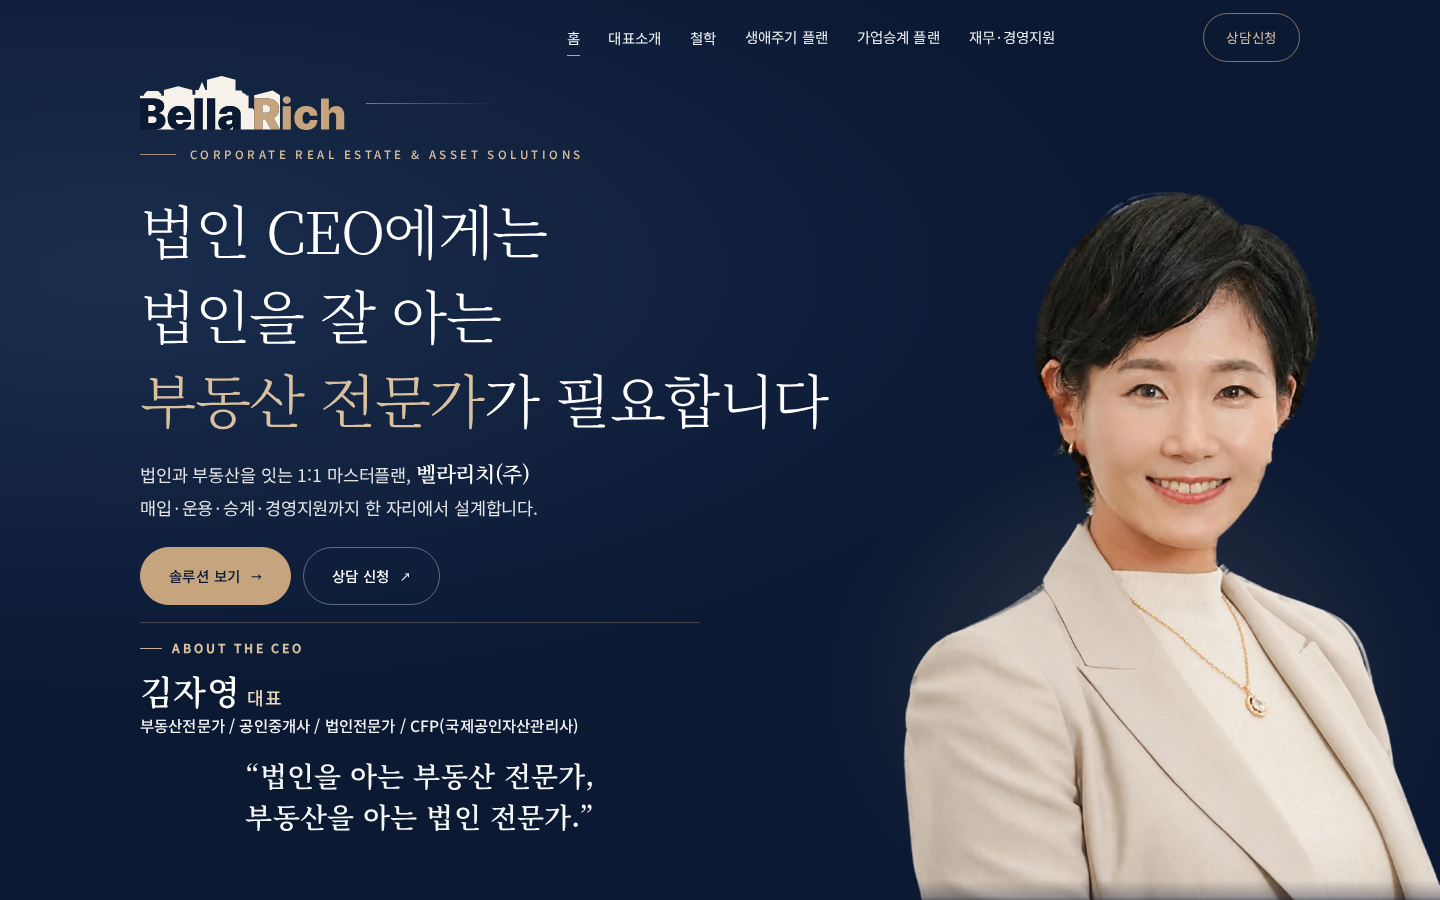 홈
대표소개
철학
생애주기 플랜
가업승계 플랜
재무·경영지원
상담신청
Bella Rich
CORPORATE REAL ESTATE & ASSET SOLUTIONS
법인 CEO에게는
법인을 잘 아는
부동산 전문가가 필요합니다
법인과 부동산을 잇는 1:1 마스터플랜, 벨라리치(주)
매입·운용·승계·경영지원까지 한 자리에서 설계합니다.
솔루션 보기 →
상담 신청 ↗
ABOUT THE CEO
김자영 대표
부동산전문가 / 공인중개사 / 법인전문가 / CFP(국제공인자산관리사)
“법인을 아는 부동산 전문가,
부동산을 아는 법인 전문가.”